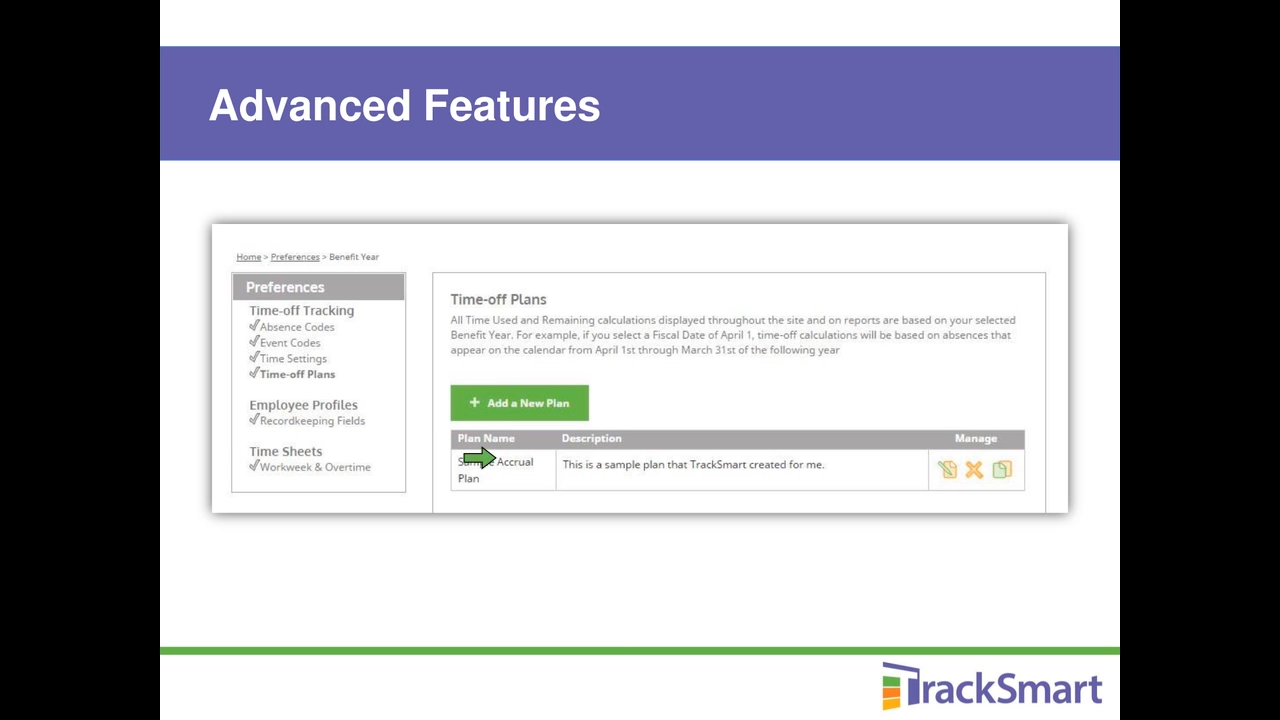 Advanced Features
Home > Preferences > Benefit Year
Preferences
Time-off Tracking
Absence Codes
Event Codes
Time Settings
Time-off Plans
Employee Profiles
Recordkeeping Fields
Time Sheets
Workweek & Overtime
Time-off Plans
All Time Used and Remaining calculations displayed throughout the site and on reports are based on your selected
Benefit Year. For example, if you select a Fiscal Date of April 1, time-off calculations will be based on absences that
appear on the calendar from April 1st through March 31st of the following year
+ Add a New Plan
Plan Name Description Manage
Sample Accrual
Plan
This is a sample plan that TrackSmart created for me.
TrackSmart